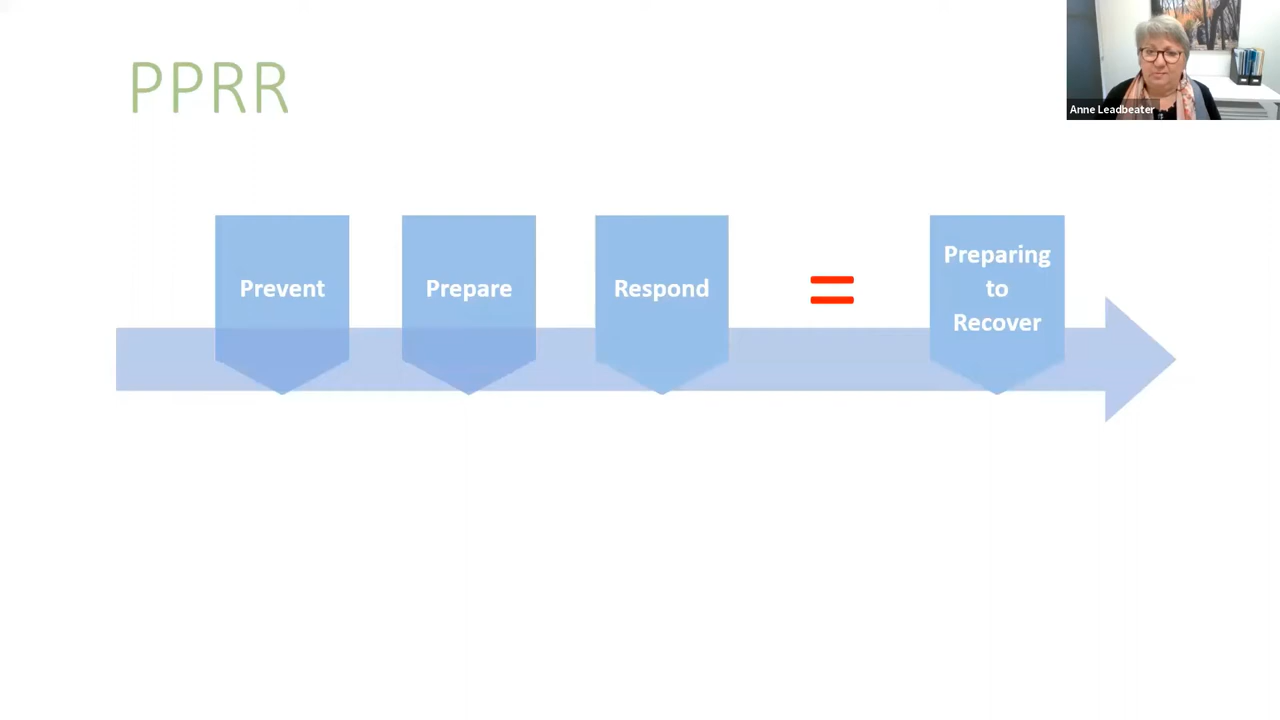 PPRR
Anne Leadbeater
Prevent
Prepare
Respond
=
Preparing
to
Recover